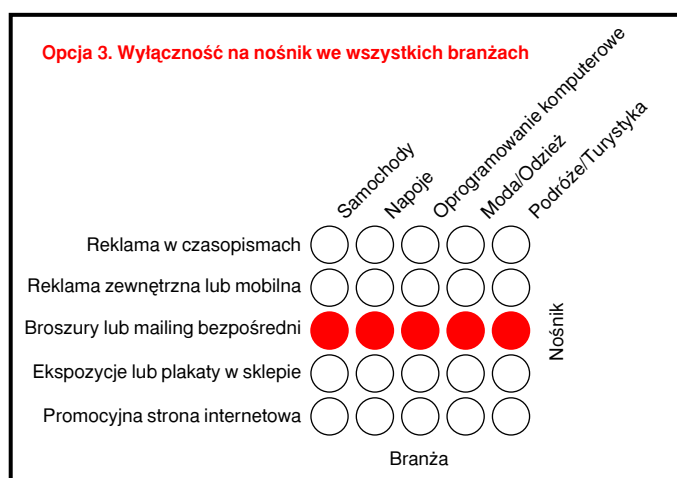 Opcja 3. Wyłączność na nośnik we wszystkich branżach
Samochody
Napoje
Oprogramowanie komputerowe
Moda/Odzież
Podróże/Turystyka
Reklama w czasopismach
Reklama zewnętrzna lub mobilna
Broszury lub mailing bezpośredni
Ekspozycje lub plakaty w sklepie
Promocyjna strona internetowa
Nośnik
Branża